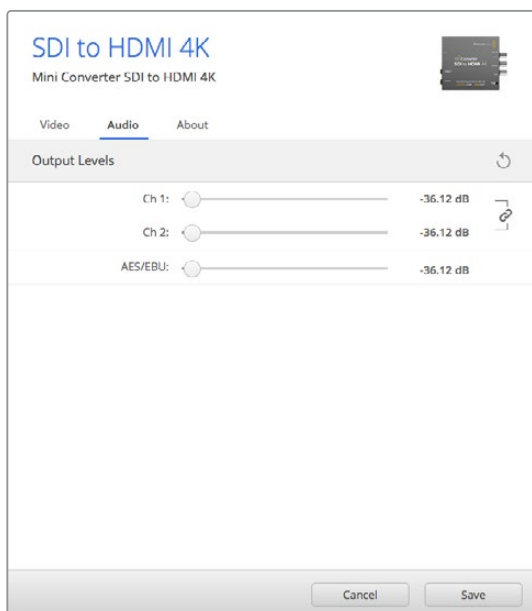 SDI to HDMI 4K
Mini Converter SDI to HDMI 4K
Video Audio About
Output Levels
Ch 1: -36.12 dB
Ch 2: -36.12 dB
AES/EBU: -36.12 dB
Cancel Save